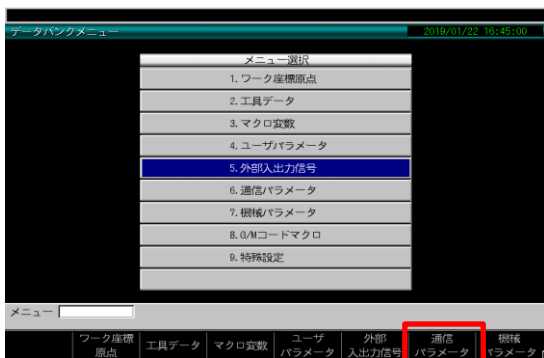 データバンクメニュー
2019/01/22 16:45:00
メニュー選択
1.ワーク座標原点
2.工具データ
3.マクロ変数
4.ユーザパラメータ
5.外部入出力信号
6.通信パラメータ
7.機械パラメータ
8.G/Mコードマクロ
9.特殊設定
メニュー
ワーク座標
原点
工具データ
マクロ変数
ユーザ
パラメータ
外部
入出力信号
通信
パラメータ
機械
パラメータ